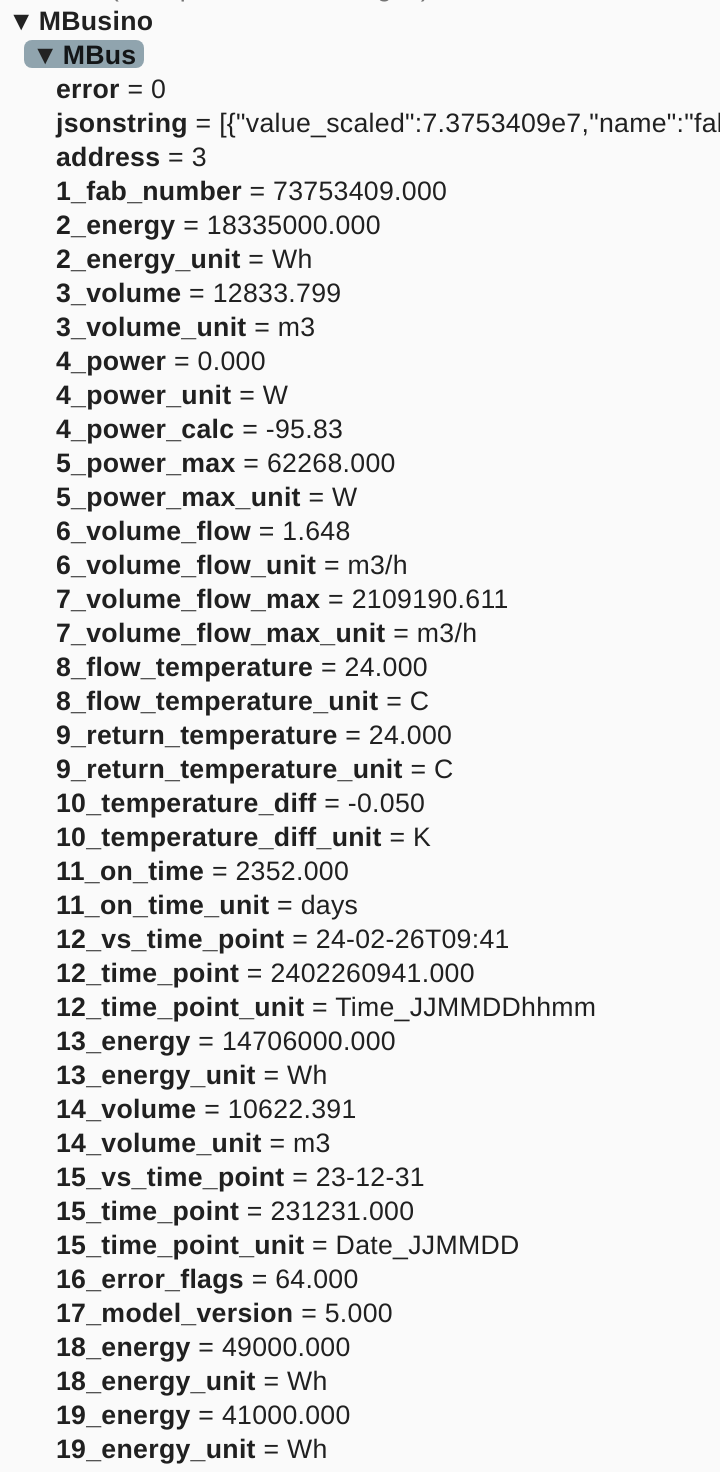 ▼ MBusino
▼ MBus
error = 0
jsonstring = [{"value_scaled":7.3753409e7,"name":"fal
address = 3
1_fab_number = 73753409.000
2_energy = 18335000.000
2_energy_unit = Wh
3_volume = 12833.799
3_volume_unit = m3
4_power = 0.000
4_power_unit = W
4_power_calc = -95.83
5_power_max = 62268.000
5_power_max_unit = W
6_volume_flow = 1.648
6_volume_flow_unit = m3/h
7_volume_flow_max = 2109190.611
7_volume_flow_max_unit = m3/h
8_flow_temperature = 24.000
8_flow_temperature_unit = C
9_return_temperature = 24.000
9_return_temperature_unit = C
10_temperature_diff = -0.050
10_temperature_diff_unit = K
11_on_time = 2352.000
11_on_time_unit = days
12_vs_time_point = 24-02-26T09:41
12_time_point = 2402260941.000
12_time_point_unit = Time_JJMMDDhhmm
13_energy = 14706000.000
13_energy_unit = Wh
14_volume = 10622.391
14_volume_unit = m3
15_vs_time_point = 23-12-31
15_time_point = 231231.000
15_time_point_unit = Date_JJMMDD
16_error_flags = 64.000
17_model_version = 5.000
18_energy = 49000.000
18_energy_unit = Wh
19_energy = 41000.000
19_energy_unit = Wh